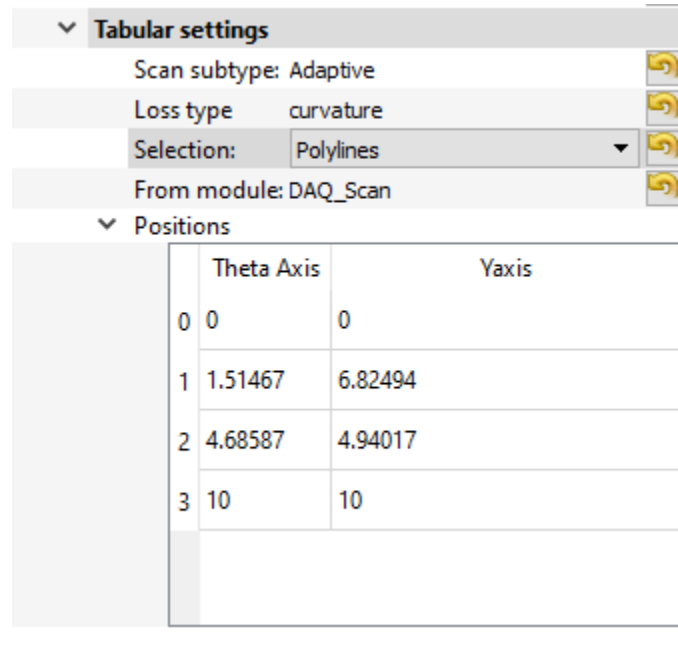 Tabular settings
Scan subtype: Adaptive
Loss type curvature
Selection: Polylines
From module: DAQ_Scan
Positions
Theta Axis Yaxis
0 0 0
1 1.51467 6.82494
2 4.68587 4.94017
3 10 10